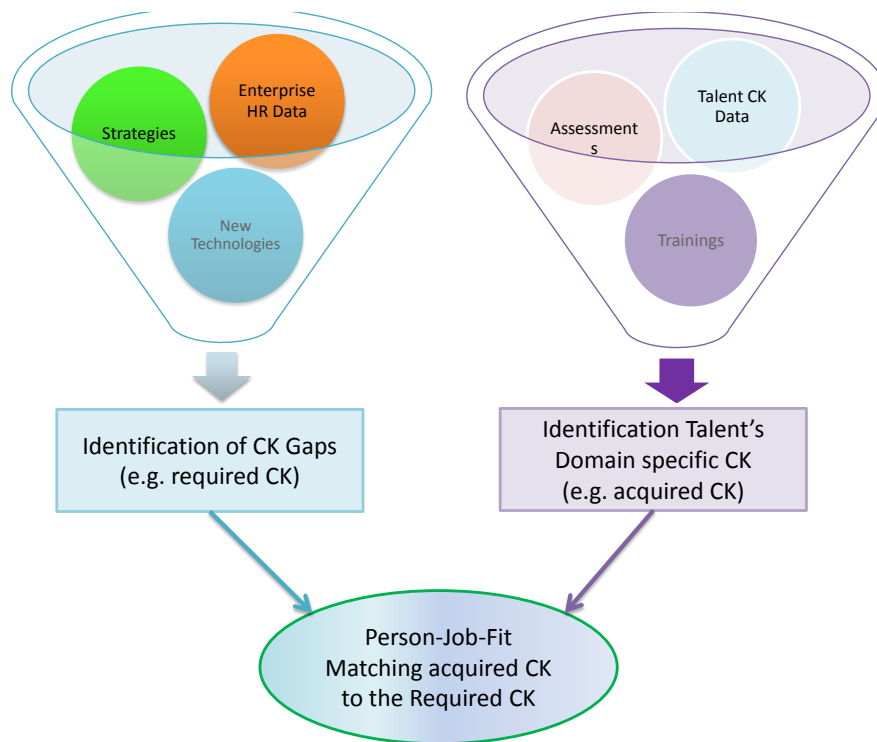 Strategies
Enterprise
HR Data
New
Technologies
Assessment
s
Talent CK
Data
Trainings
Identification of CK Gaps
(e.g. required CK)
Identification Talent’s
Domain specific CK
(e.g. acquired CK)
Person-Job-Fit
Matching acquired CK
to the Required CK